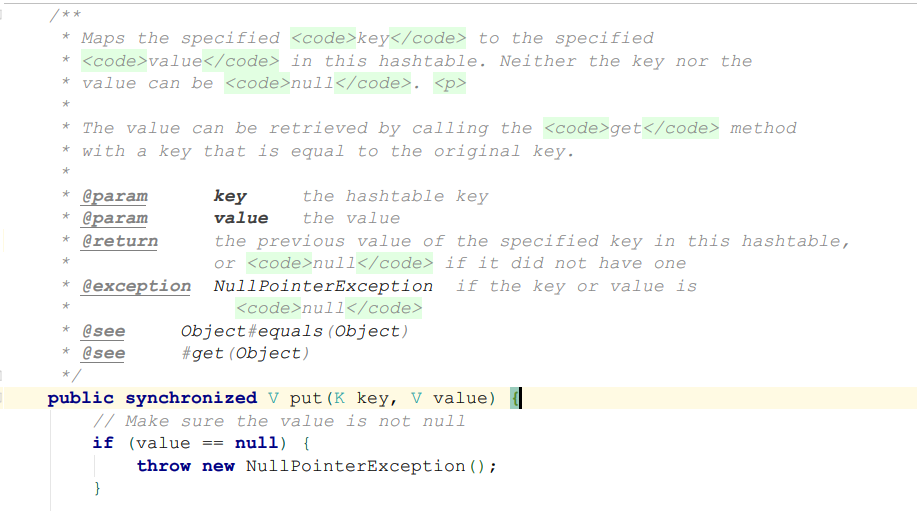 /**
 * Maps the specified <code>key</code> to the specified
 * <code>value</code> in this hashtable. Neither the key nor the
 * value can be <code>null</code>. <p>
 *
 * The value can be retrieved by calling the <code>get</code> method
 * with a key that is equal to the original key.
 *
 * @param      key     the hashtable key
 * @param      value   the value
 * @return     the previous value of the specified key in this hashtable,
 *             or <code>null</code> if it did not have one
 * @exception  NullPointerException  if the key or value is
 *               <code>null</code>
 * @see     Object#equals(Object)
 * @see     #get(Object)
 */
public synchronized V put(K key, V value) {
    // Make sure the value is not null
    if (value == null) {
        throw new NullPointerException();
    }